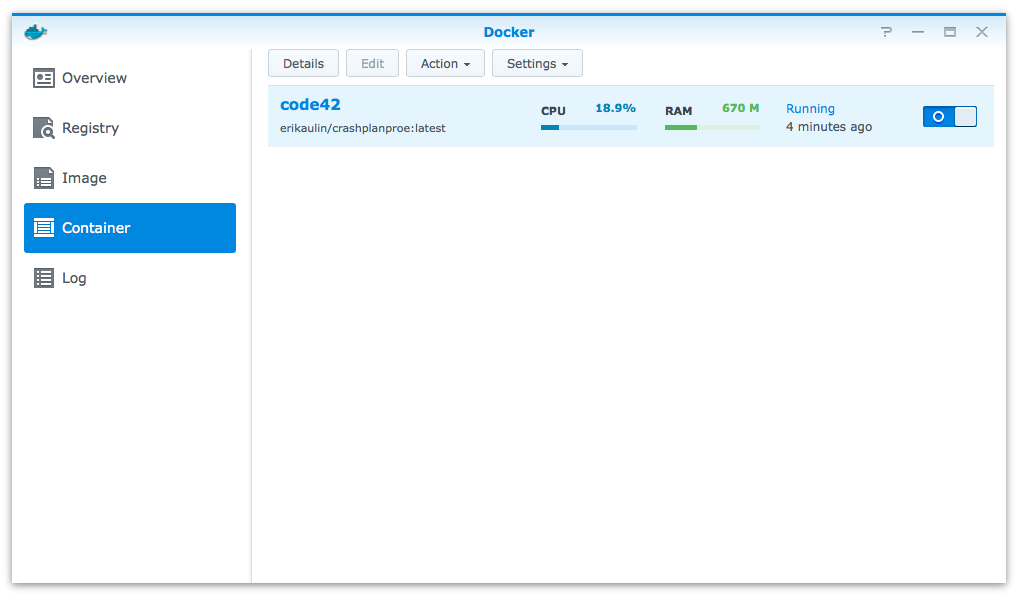 Docker
Overview
Registry
Image
Container
Log
Details Edit Action Settings
code42
erikaulin/crashplanproe:latest
CPU 18.9%
RAM 670 M
Running
4 minutes ago